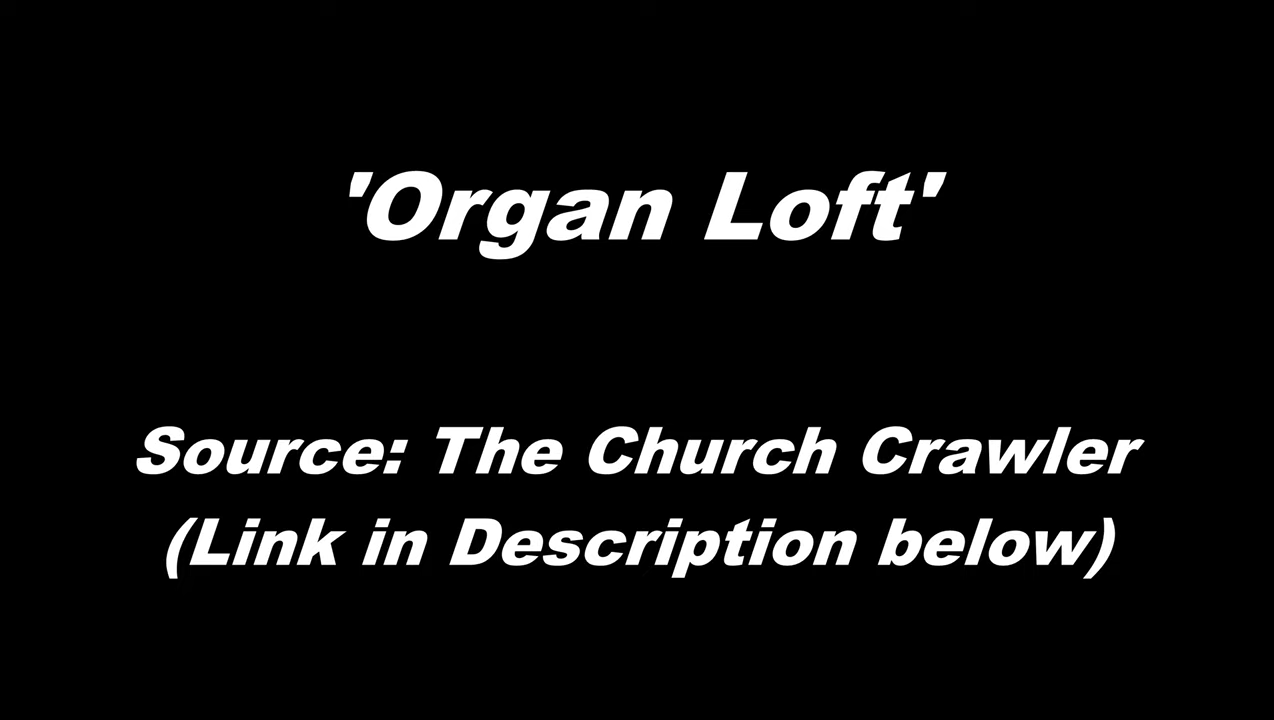 'Organ Loft'
Source: The Church Crawler
(Link in Description below)